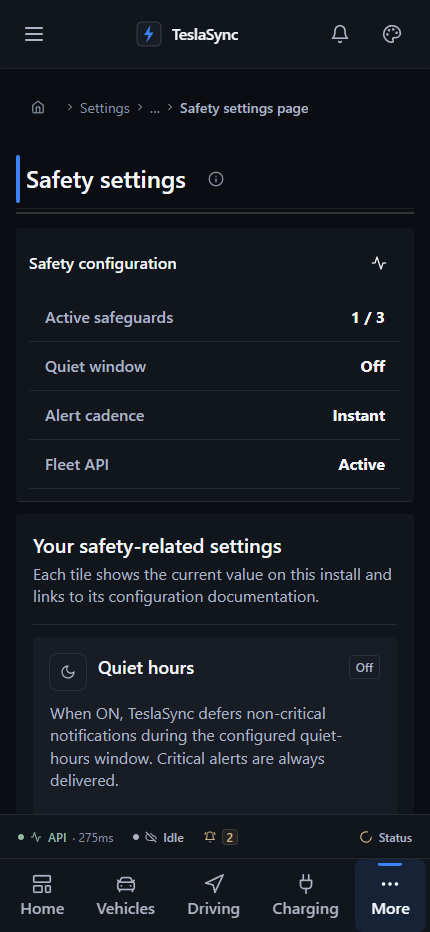 TeslaSync
Settings
...
Safety settings page
Safety settings
Safety configuration
Active safeguards 1 / 3
Quiet window Off
Alert cadence Instant
Fleet API Active
Your safety-related settings
Each tile shows the current value on this install and
links to its configuration documentation.
Quiet hours Off
When ON, TeslaSync defers non-critical
notifications during the configured quiet-
hours window. Critical alerts are always
delivered.
API · 275ms Idle 2 Status
Home Vehicles Driving Charging More